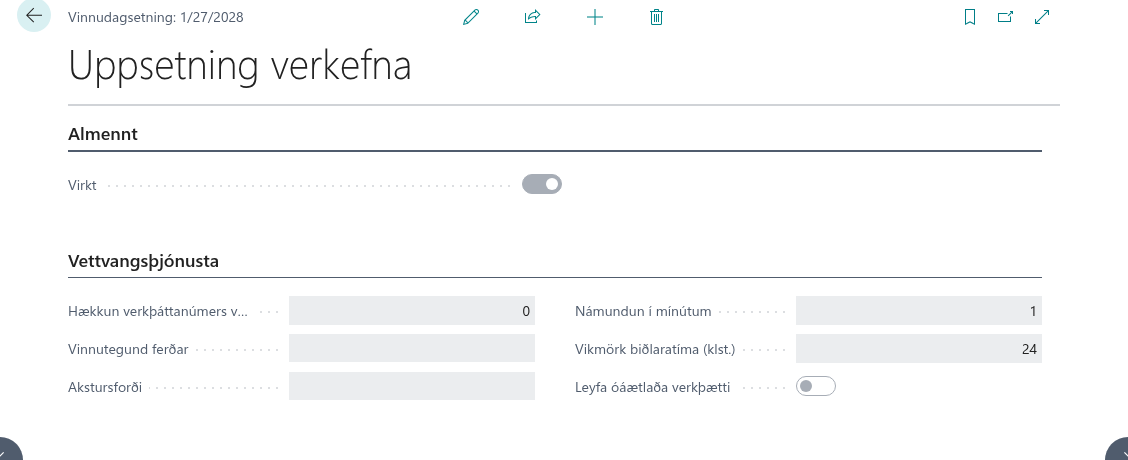 Vinnudagsetning: 1/27/2028
Uppsetning verkefna
Almennt
Virkt
Vettvangsþjónusta
Hækkun verkþáttanúmers v... 0
Námundun í mínútum 1
Vinnutegund ferðar
Vikmörk biðlaratíma (klst.) 24
Akstursforði
Leyfa óáætlaða verkþætti